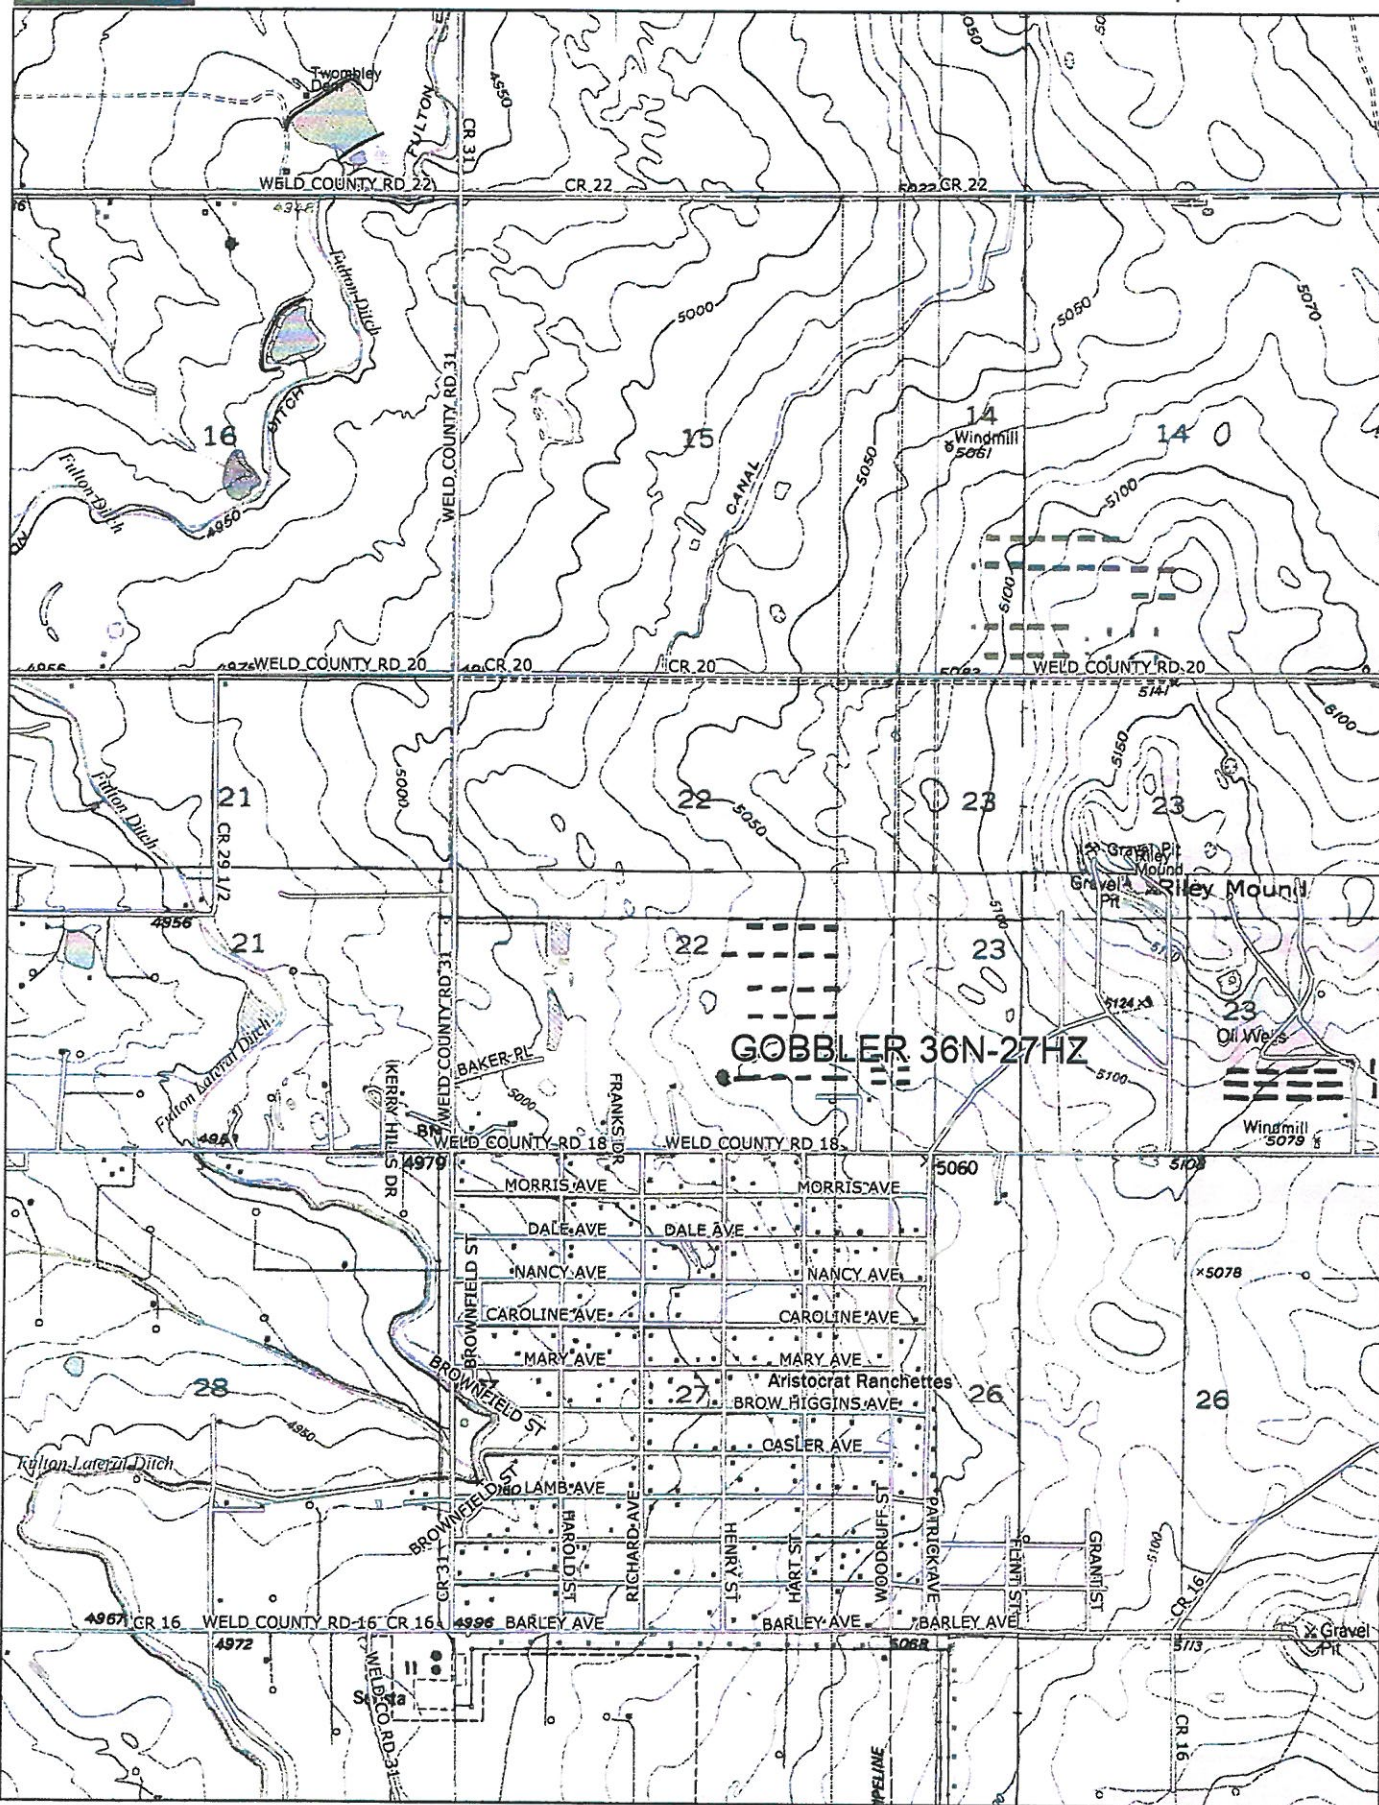 Twombley
Dam
FULTON
4950
CR 31
5050
WELD COUNTY RD 22
CR 22
5022
CR 22
Fulton Ditch
5000
5050
5070
WELD COUNTY RD 31
DITCH
16
15
14
Windmill
5061
14
Fulton Ditch
4950
CANAL
5050
5100
5100
4956
WELD COUNTY RD 20
CR 20
CR 20
WELD COUNTY RD 20
5141
5100
5150
Fulton Ditch
21
5000
22
5050
23
23
CR 29 1/2
Gravel Pit
Riley
Mound
Gravel
Pit
Riley Mound
4956
21
22
5100
23
WELD COUNTY RD 31
5124
23
Oil Wells
GOBBLER 36N-27HZ
Fulton Lateral Ditch
BAKER PL
5000
FRANKS DR
5100
KERRY HILLS DR
Windmill
5079
WELD COUNTY RD 18
WELD COUNTY RD 18
4979
5060
5108
MORRIS AVE
MORRIS AVE
DALE AVE
DALE AVE
NANCY AVE
NANCY AVE
5078
BROWNFIELD ST
CAROLINE AVE
CAROLINE AVE
MARY AVE
MARY AVE
Aristocrat Ranchettes
28
27
26
26
BROWNFIELD ST
BROW HIGGINS AVE
4950
CASLER AVE
Fulton Lateral Ditch
LAMB AVE
BROWNFIELD ST
CR 31
HAROLD ST
RICHARD AVE
HENRY ST
HART ST
WOODRUFF ST
PATRICK AVE
FLINT ST
GRANT ST
5100
CR 16
4967
CR 16
WELD COUNTY RD 16
CR 16
4996
BARLEY AVE
BARLEY AVE
BARLEY AVE
4972
5068
5113
Gravel
Pit
WELD CO RD 31
PIPELINE
CR 16